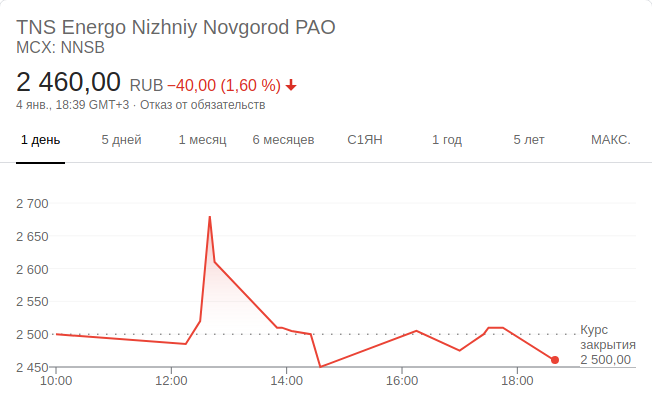 TNS Energo Nizhniy Novgorod PAO
MCX: NNSB
2 460,00 RUB −40,00 (1,60 %)
4 янв., 18:39 GMT+3 · Отказ от обязательств
1 день 5 дней 1 месяц 6 месяцев С1ЯН 1 год 5 лет МАКС.
2 700
2 650
2 600
2 550
2 500
2 450
Курс
закрытия
2 500,00
10:00 12:00 14:00 16:00 18:00